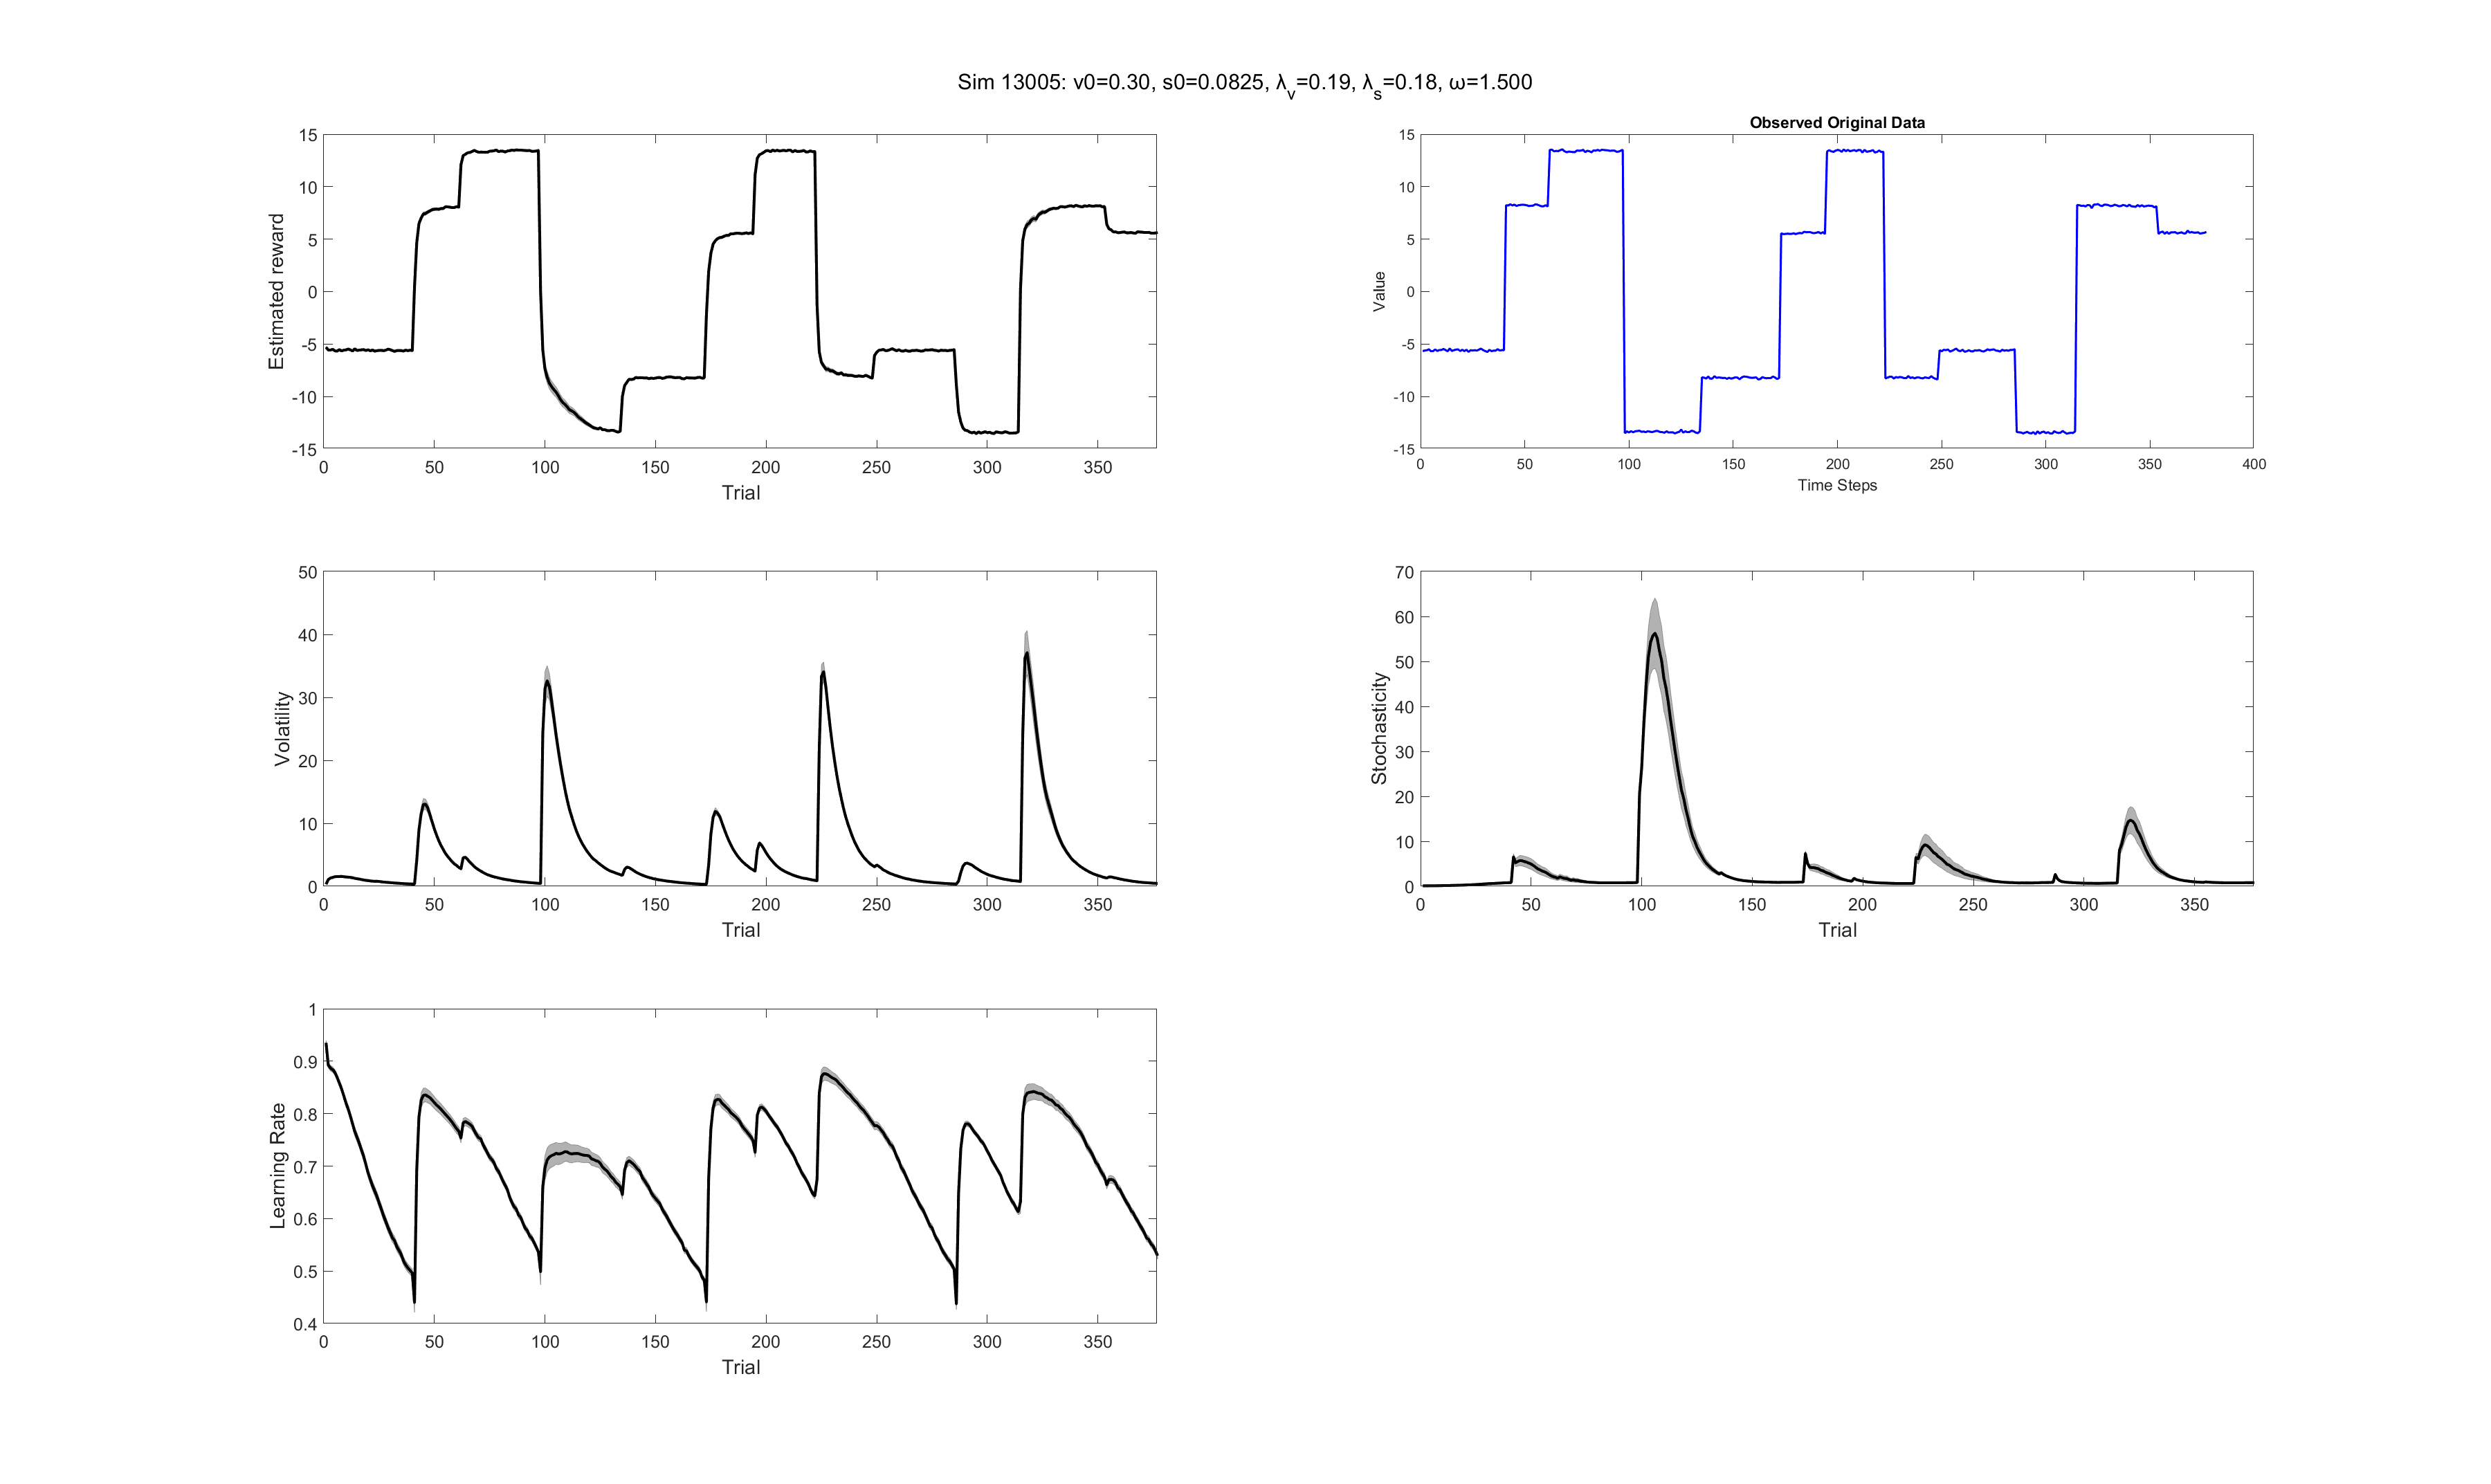 Sim 13005: v0=0.30, s0=0.0825, λ_v=0.19, λ_s=0.18, ω=1.500
Estimated reward
15
10
5
0
-5
-10
-15
0 50 100 150 200 250 300 350
Trial
Observed Original Data
Value
15
10
5
0
-5
-10
-15
0 50 100 150 200 250 300 350 400
Time Steps
Volatility
50
40
30
20
10
0
0 50 100 150 200 250 300 350
Trial
Stochasticity
70
60
50
40
30
20
10
0
0 50 100 150 200 250 300 350
Trial
Learning Rate
1
0.9
0.8
0.7
0.6
0.5
0.4
0 50 100 150 200 250 300 350
Trial